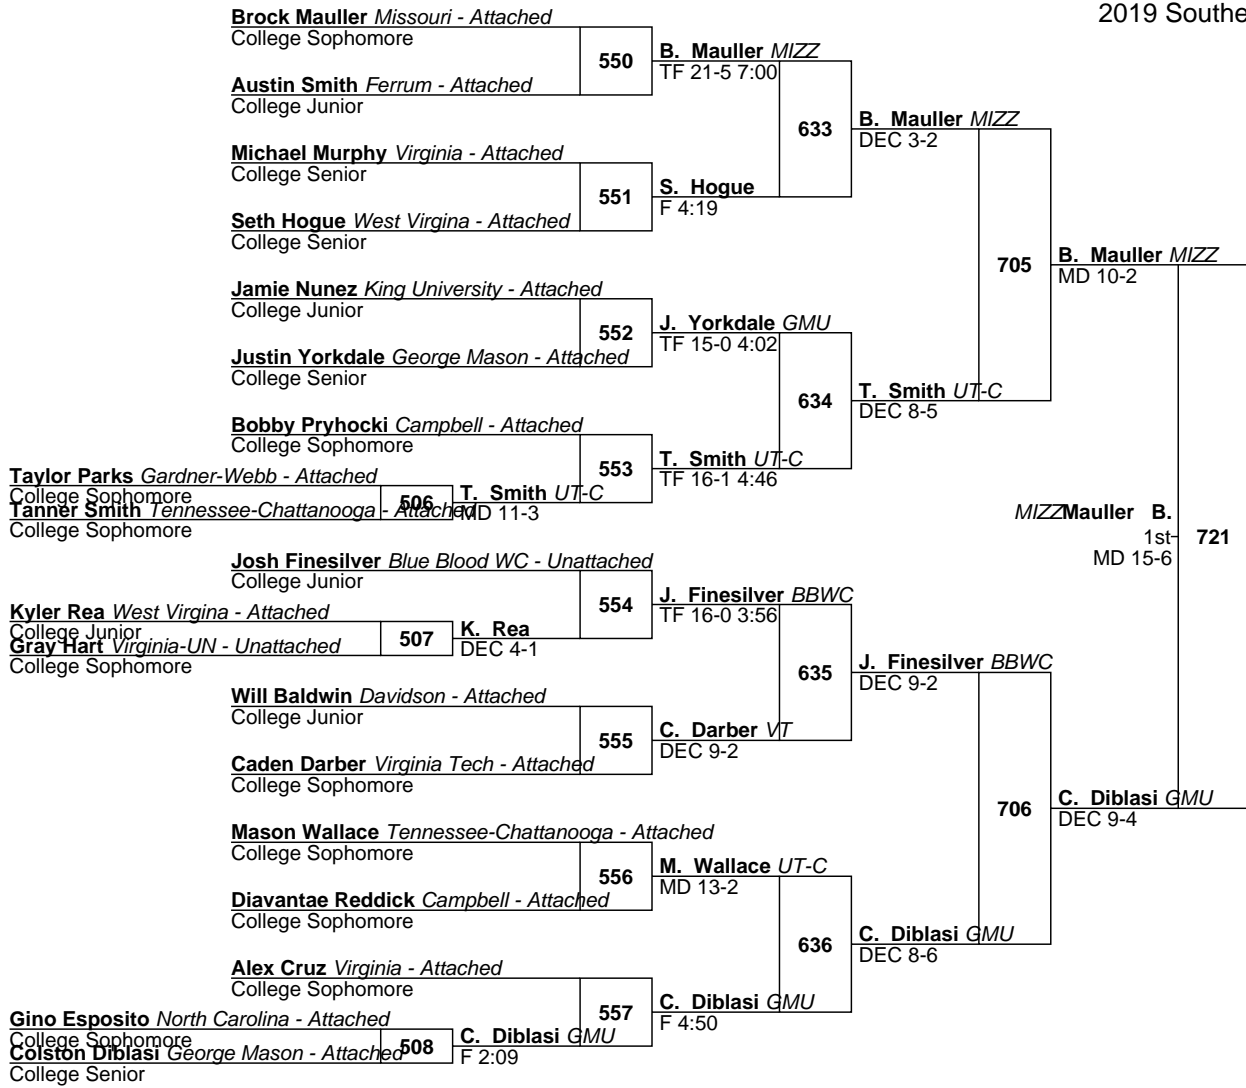 2019 Southe
Brock Mauller Missouri - Attached
College Sophomore
550
B. Mauller MIZZ
TF 21-5 7:00
Austin Smith Ferrum - Attached
College Junior
633
B. Mauller MIZZ
DEC 3-2
Michael Murphy Virginia - Attached
College Senior
551
S. Hogue
F 4:19
Seth Hogue West Virgina - Attached
College Senior
705
B. Mauller MIZZ
MD 10-2
Jamie Nunez King University - Attached
College Junior
552
J. Yorkdale GMU
TF 15-0 4:02
Justin Yorkdale George Mason - Attached
College Senior
634
T. Smith UT-C
DEC 8-5
Bobby Pryhocki Campbell - Attached
College Sophomore
553
T. Smith UT-C
TF 16-1 4:46
Taylor Parks Gardner-Webb - Attached
College Sophomore
506
T. Smith UT-C
MD 11-3
Tanner Smith Tennessee-Chattanooga - Attached
College Sophomore
MIZZ Mauller B.
1st
721
MD 15-6
Josh Finesilver Blue Blood WC - Unattached
College Junior
554
J. Finesilver BBWC
TF 16-0 3:56
Kyler Rea West Virgina - Attached
College Junior
507
K. Rea
DEC 4-1
Gray Hart Virginia-UN - Unattached
College Sophomore
635
J. Finesilver BBWC
DEC 9-2
Will Baldwin Davidson - Attached
College Junior
555
C. Darber VT
DEC 9-2
Caden Darber Virginia Tech - Attached
College Sophomore
706
C. Diblasi GMU
DEC 9-4
Mason Wallace Tennessee-Chattanooga - Attached
College Sophomore
556
M. Wallace UT-C
MD 13-2
Diavantae Reddick Campbell - Attached
College Sophomore
636
C. Diblasi GMU
DEC 8-6
Alex Cruz Virginia - Attached
College Sophomore
557
C. Diblasi GMU
F 4:50
Gino Esposito North Carolina - Attached
College Sophomore
508
C. Diblasi GMU
F 2:09
Colston Diblasi George Mason - Attached
College Senior